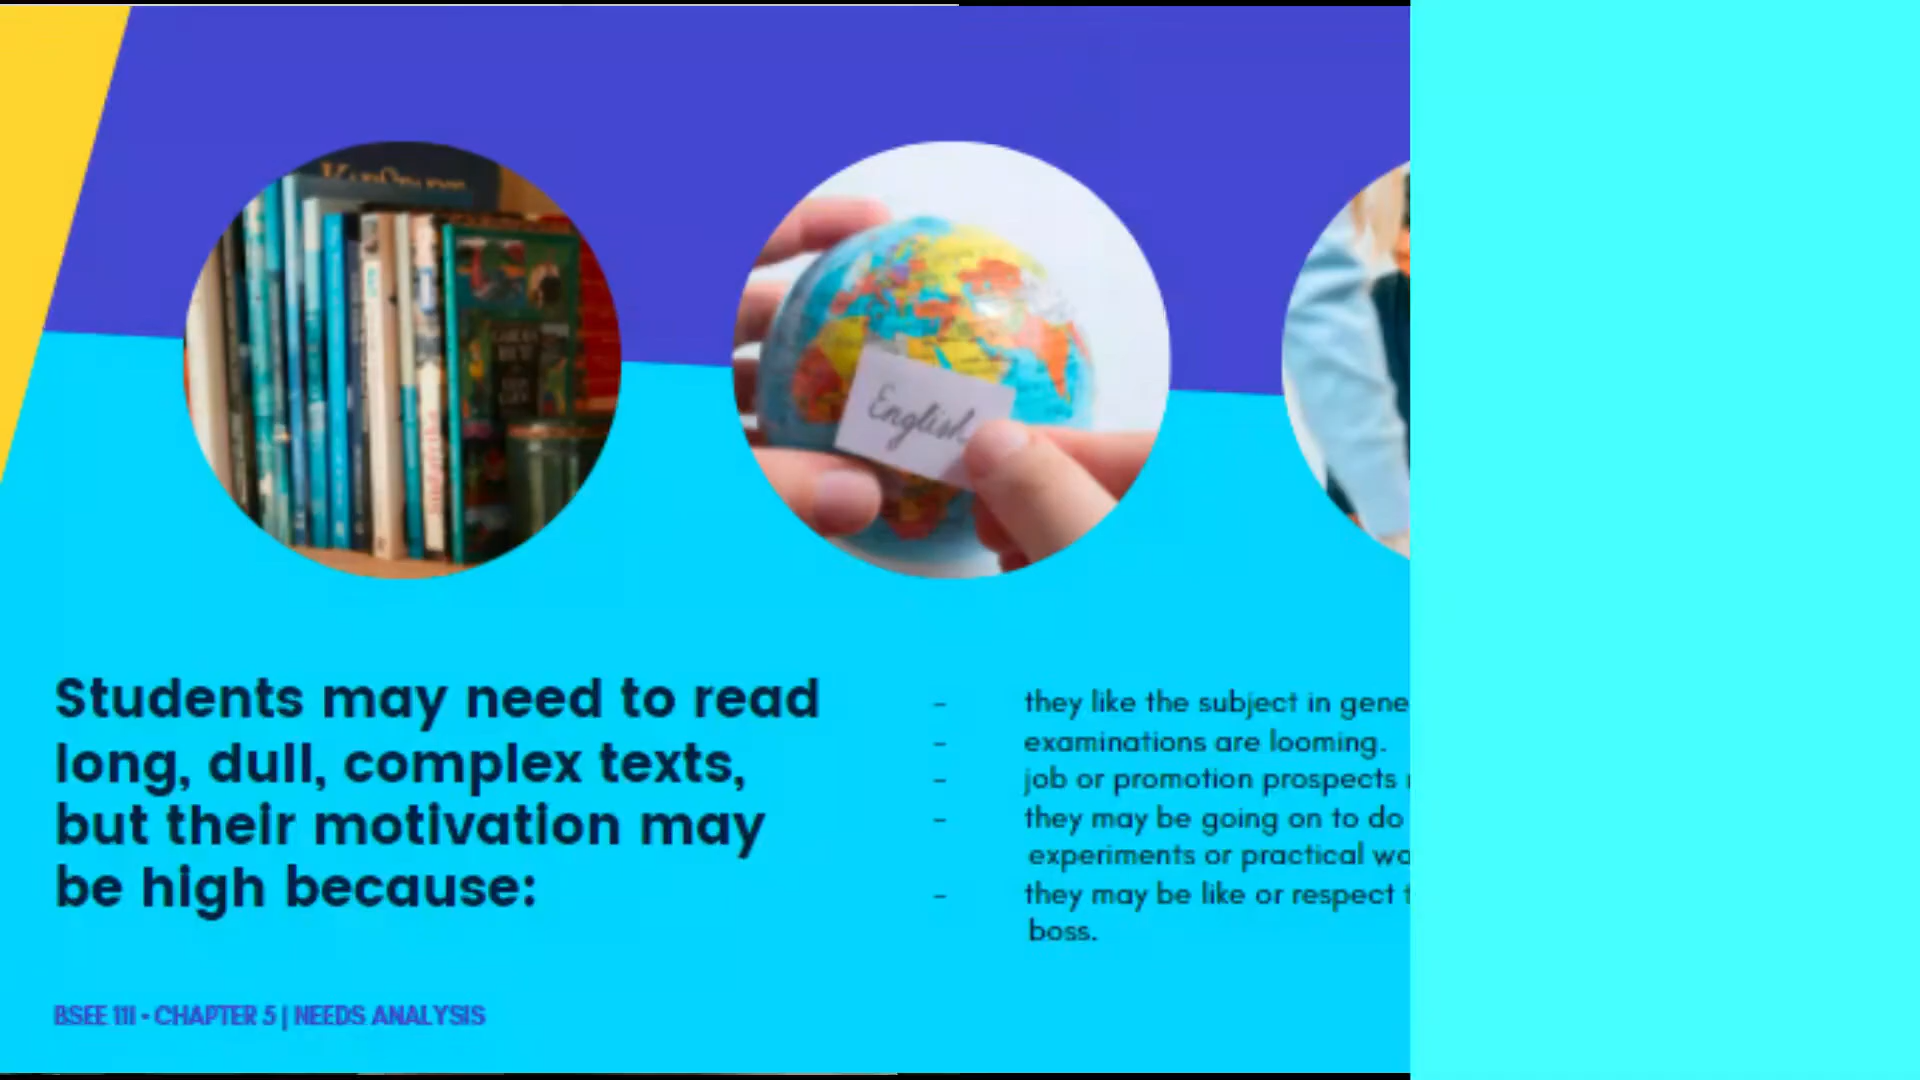 English
Students may need to read
long, dull, complex texts,
but their motivation may
be high because:
- they like the subject in gene
- examinations are looming.
- job or promotion prospects
- they may be going on to do
experiments or practical wo
- they may be like or respect
boss.
BSEE 111 - CHAPTER 5 | NEEDS ANALYSIS